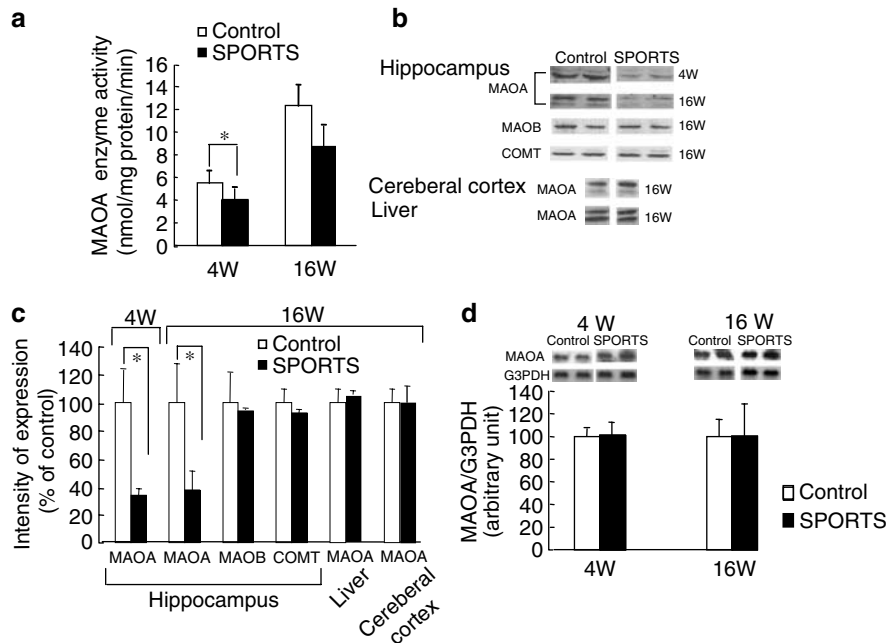 a
Control
SPORTS
MAOA enzyme activity
(nmol/mg protein/min)
16
14
12
10
8
6
4
2
0
*
4W 16W
b
Control SPORTS
Hippocampus
MAOA
4W
16W
MAOB 16W
COMT 16W
Cereberal cortex
MAOA 16W
Liver
MAOA 16W
c
4W 16W
Control
SPORTS
Intensity of expression
(% of control)
140
120
100
80
60
40
20
0
* *
MAOA MAOA MAOB COMT MAOA MAOA
Hippocampus
Liver
Cereberal
cortex
d
4 W 16 W
Control SPORTS Control SPORTS
MAOA
G3PDH
MAOA/G3PDH
(arbitrary unit)
140
120
100
80
60
40
20
0
4W 16W
Control
SPORTS